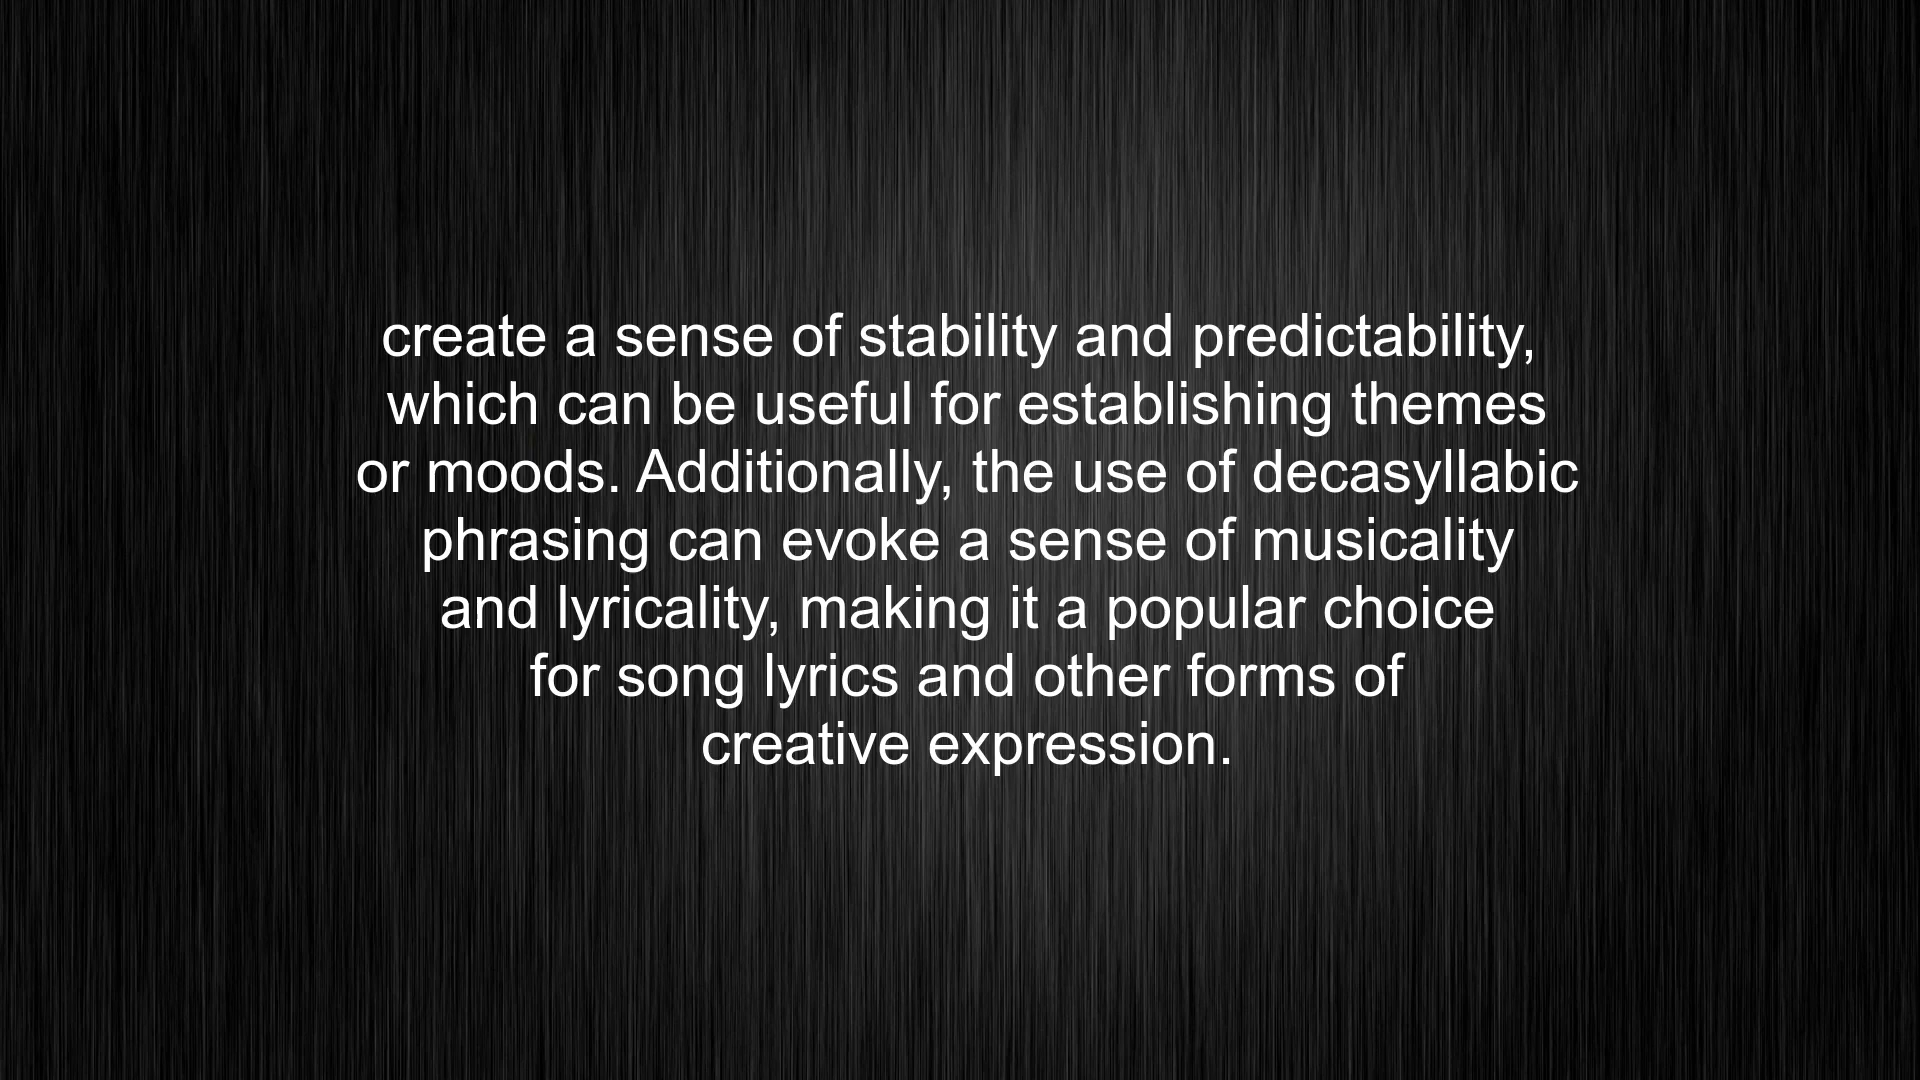 create a sense of stability and predictability,
which can be useful for establishing themes
or moods. Additionally, the use of decasyllabic
phrasing can evoke a sense of musicality
and lyricality, making it a popular choice
for song lyrics and other forms of
creative expression.